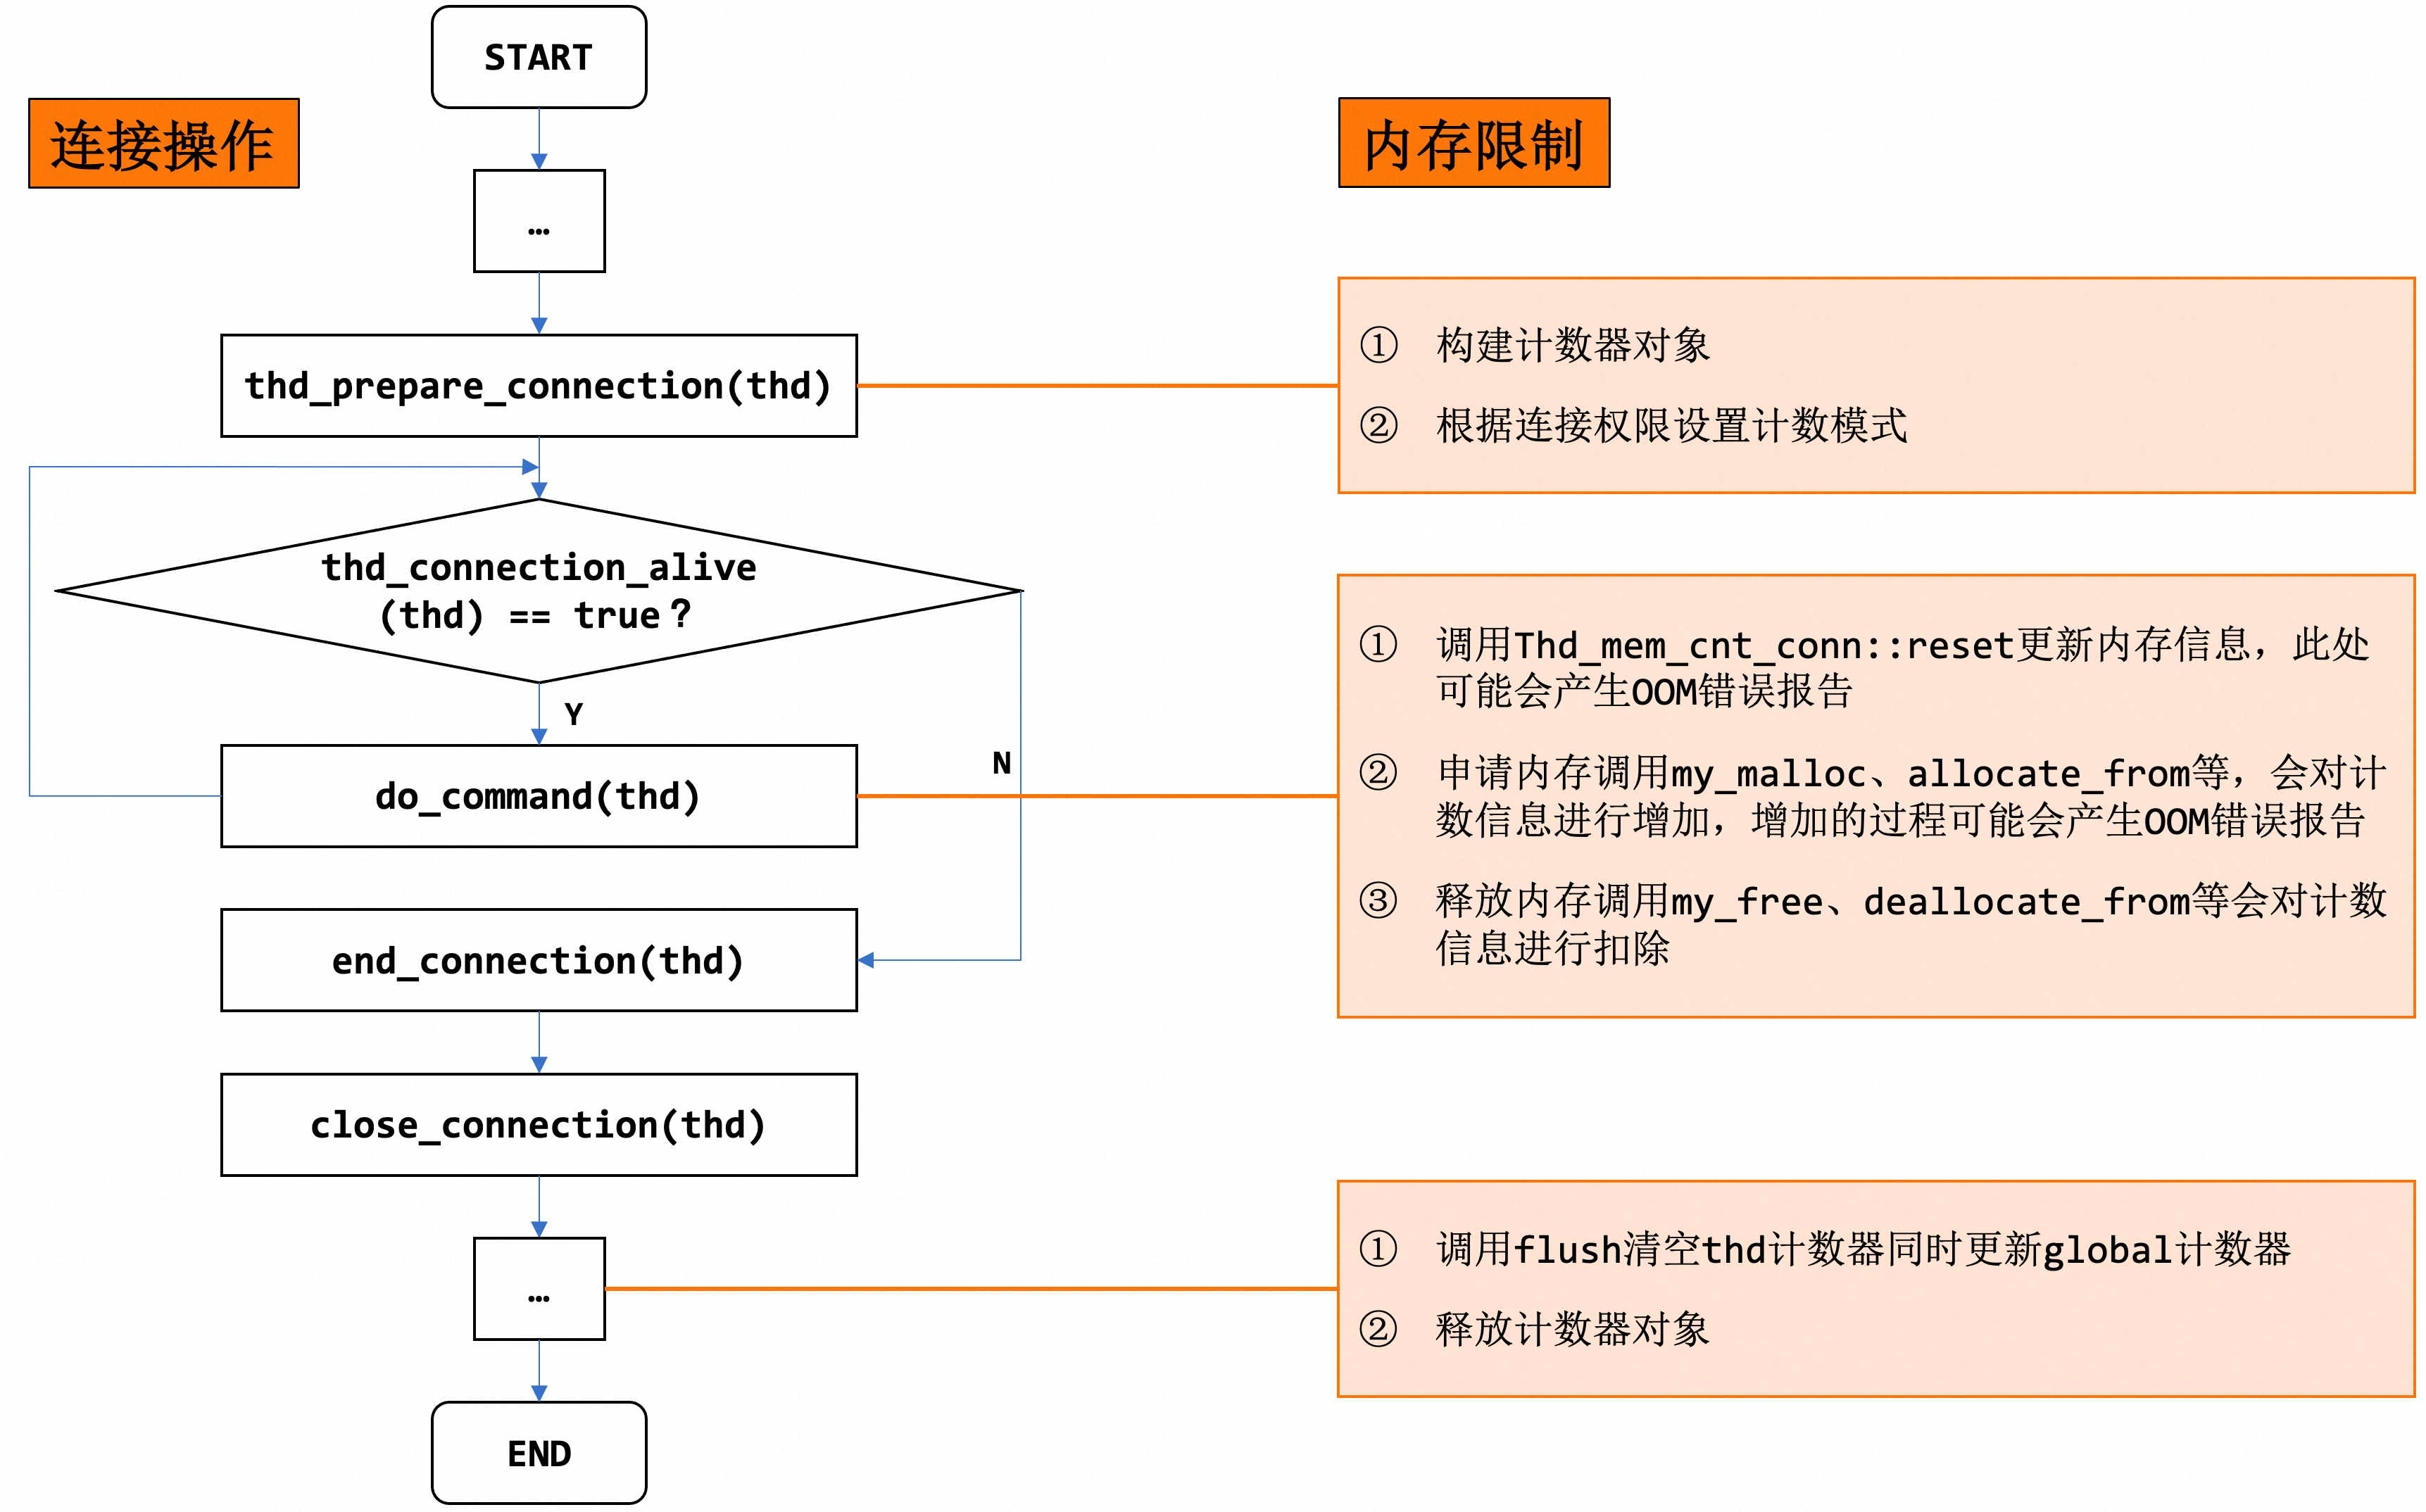 START
连接操作
内存限制
…
thd_prepare_connection(thd)
① 构建计数器对象
② 根据连接权限设置计数模式
thd_connection_alive
(thd) == true？
Y
N
do_command(thd)
① 调用Thd_mem_cnt_conn::reset更新内存信息，此处
可能会产生OOM错误报告
② 申请内存调用my_malloc、allocate_from等，会对计
数信息进行增加，增加的过程可能会产生OOM错误报告
③ 释放内存调用my_free、deallocate_from等会对计数
信息进行扣除
end_connection(thd)
close_connection(thd)
…
① 调用flush清空thd计数器同时更新global计数器
② 释放计数器对象
END